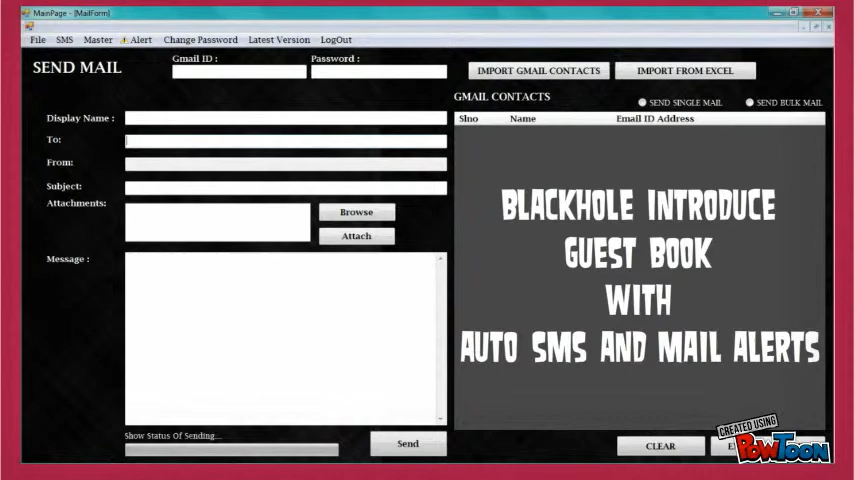 MainPage - [MailForm]
File SMS Master Alert Change Password Latest Version LogOut
SEND MAIL
Gmail ID :
Password :
IMPORT GMAIL CONTACTS
IMPORT FROM EXCEL
GMAIL CONTACTS
SEND SINGLE MAIL
SEND BULK MAIL
Slno Name Email ID Address
Display Name :
To:
From:
Subject:
Attachments:
Browse
Attach
Message :
BLACKHOLE INTRODUCE
GUEST BOOK
WITH
AUTO SMS AND MAIL ALERTS
Show Status Of Sending...
Send
CLEAR
CREATED USING
POWTOON